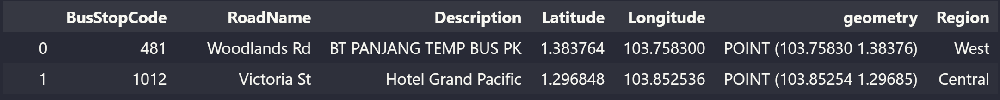 BusStopCode RoadName Description Latitude Longitude geometry Region
0 481 Woodlands Rd BT PANJANG TEMP BUS PK 1.383764 103.758300 POINT (103.75830 1.38376) West
1 1012 Victoria St Hotel Grand Pacific 1.296848 103.852536 POINT (103.85254 1.29685) Central